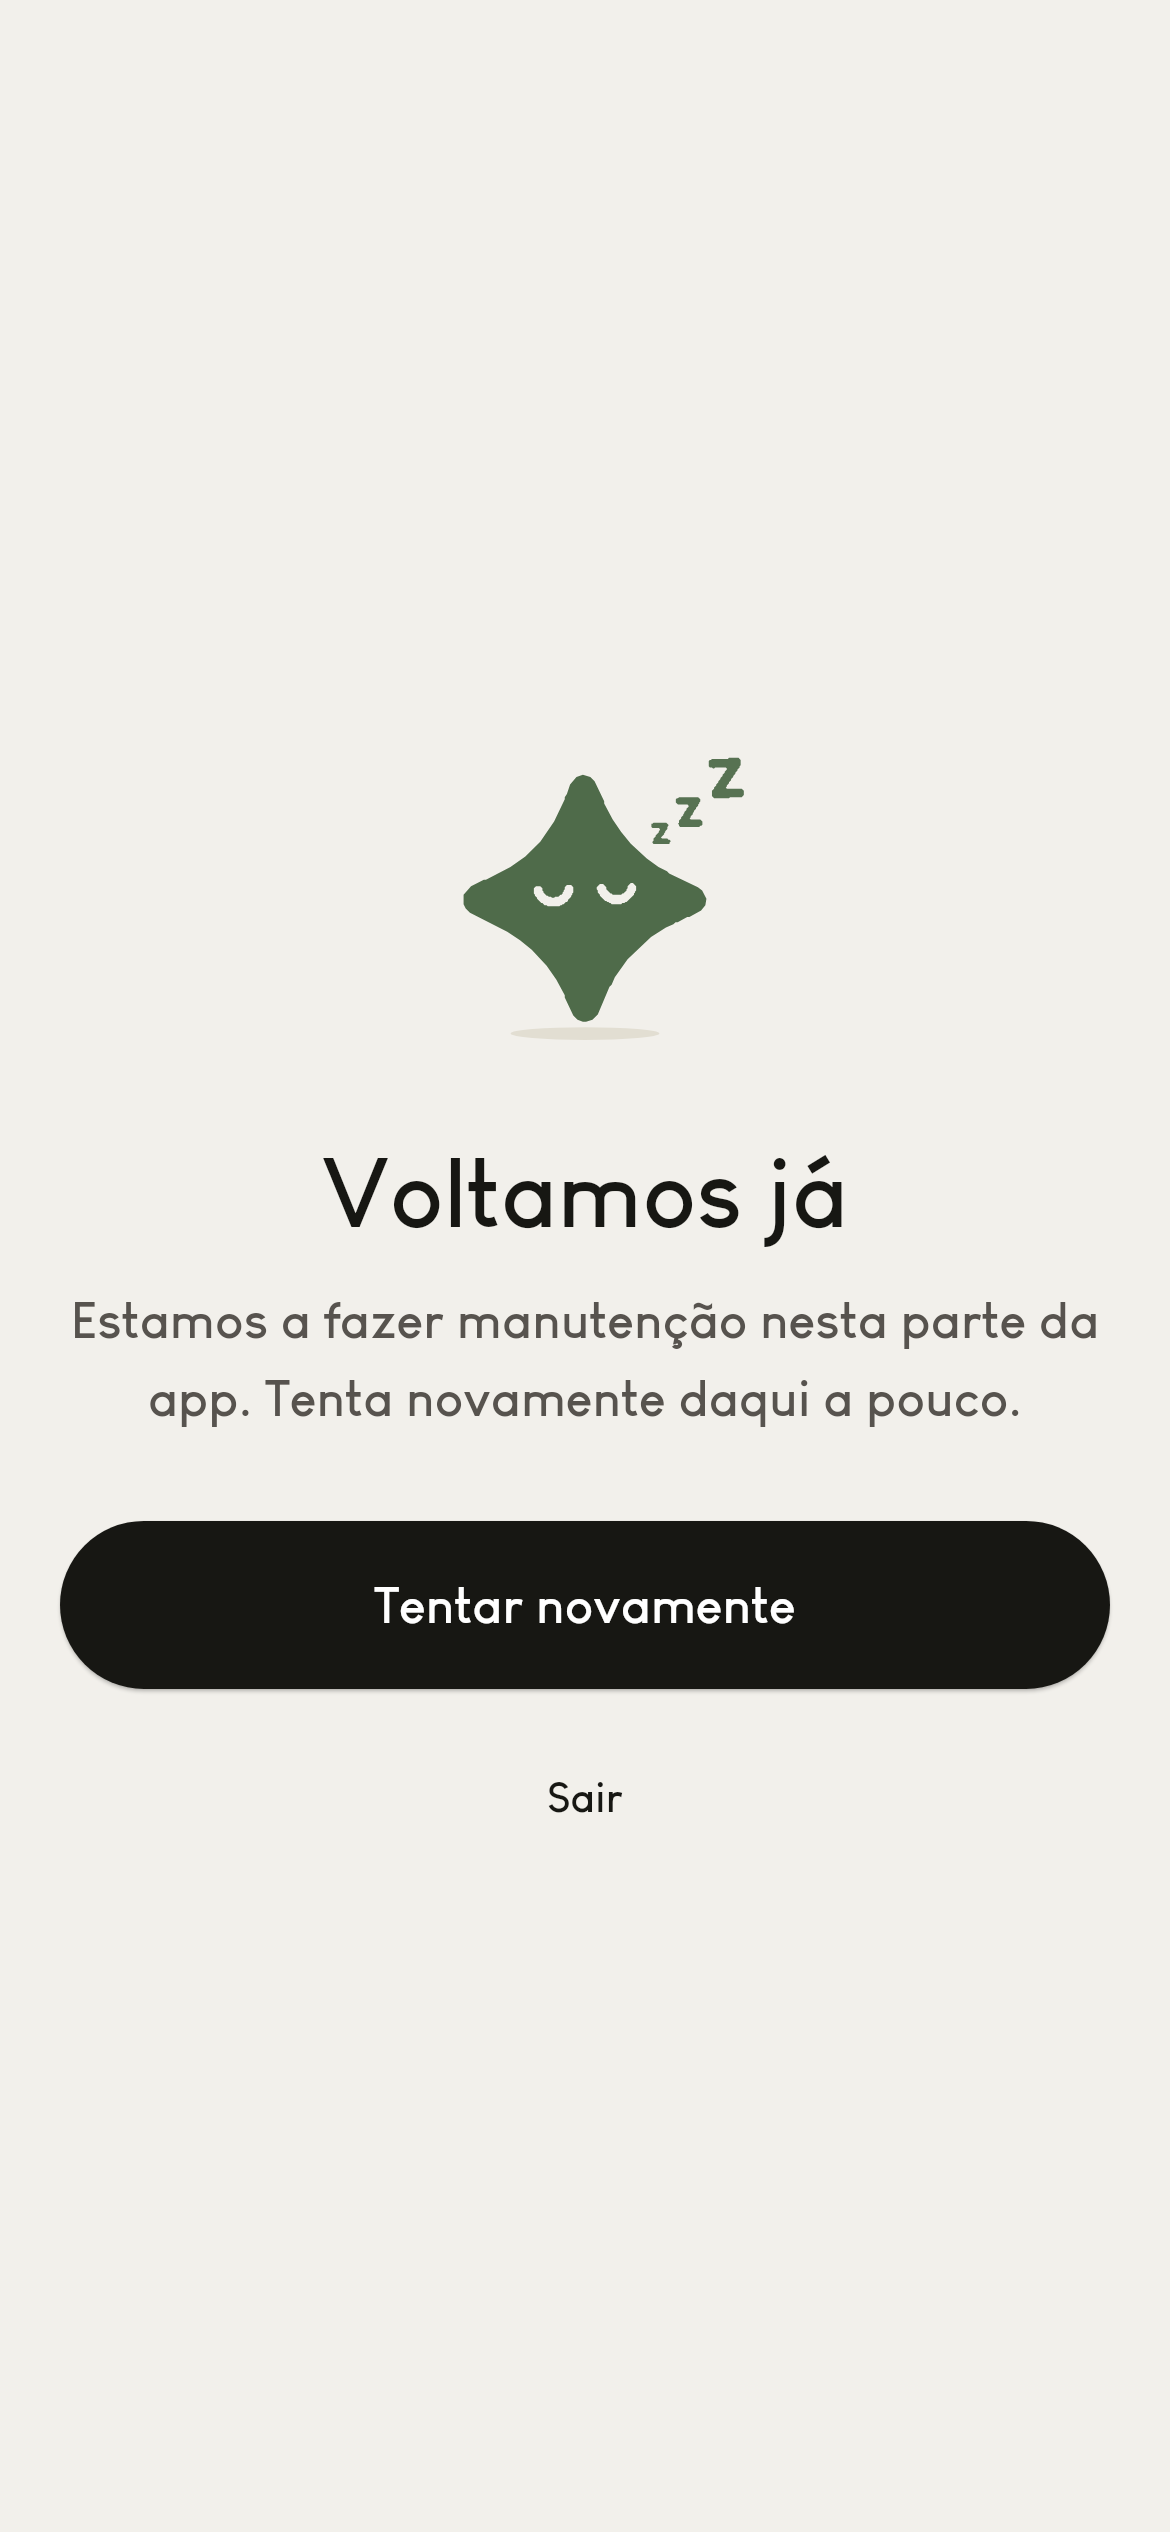 z z z
Voltamos já
Estamos a fazer manutenção nesta parte da
app. Tenta novamente daqui a pouco.
Tentar novamente
Sair